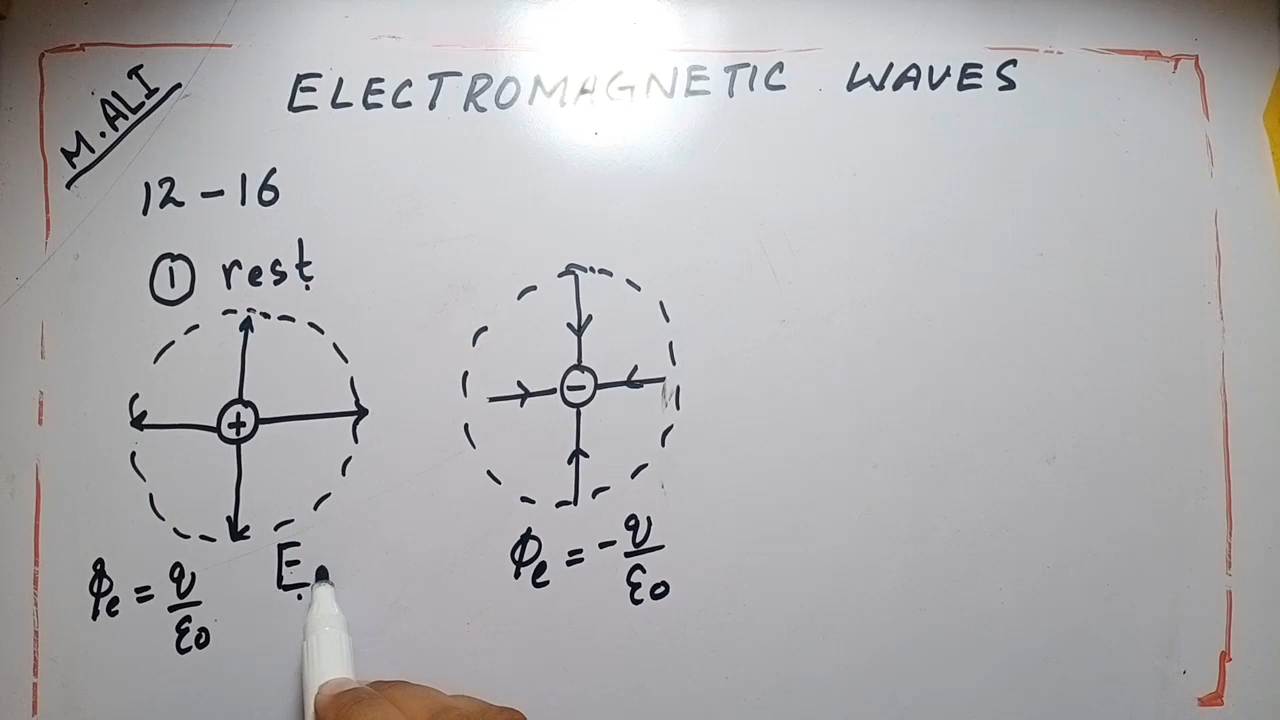 M. ALI
ELECTROMAGNETIC WAVES
12-16
① rest
+
−
ϕe = q/ε0
E
ϕe = -q/ε0